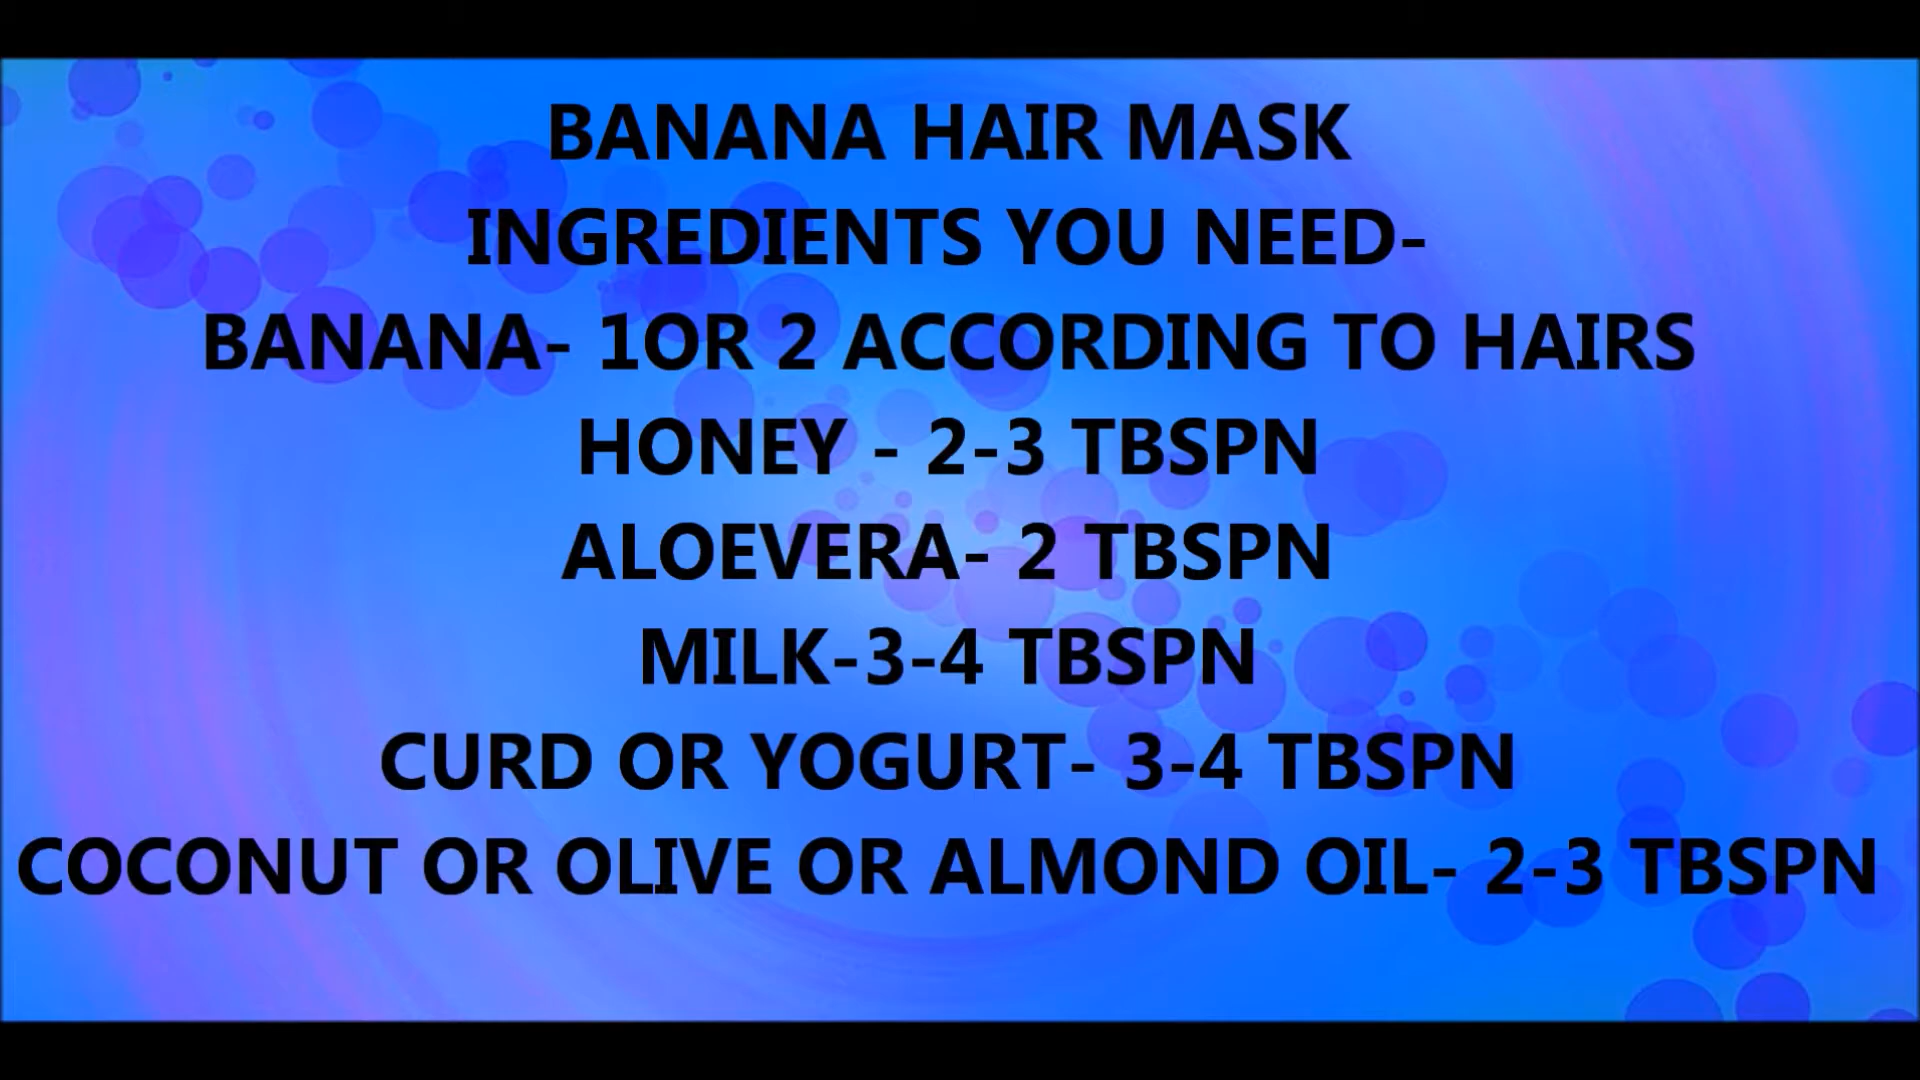 BANANA HAIR MASK
INGREDIENTS YOU NEED-
BANANA- 1OR 2 ACCORDING TO HAIRS
HONEY - 2-3 TBSPN
ALOEVERA- 2 TBSPN
MILK-3-4 TBSPN
CURD OR YOGURT- 3-4 TBSPN
COCONUT OR OLIVE OR ALMOND OIL- 2-3 TBSPN